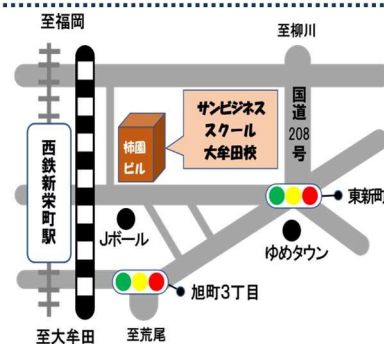 至福岡
至柳川
サンビジネス
スクール
大牟田校
国道
208
号
柿園
ビル
西鉄新栄町駅
東新町
Jボール
ゆめタウン
旭町3丁目
至大牟田
至荒尾